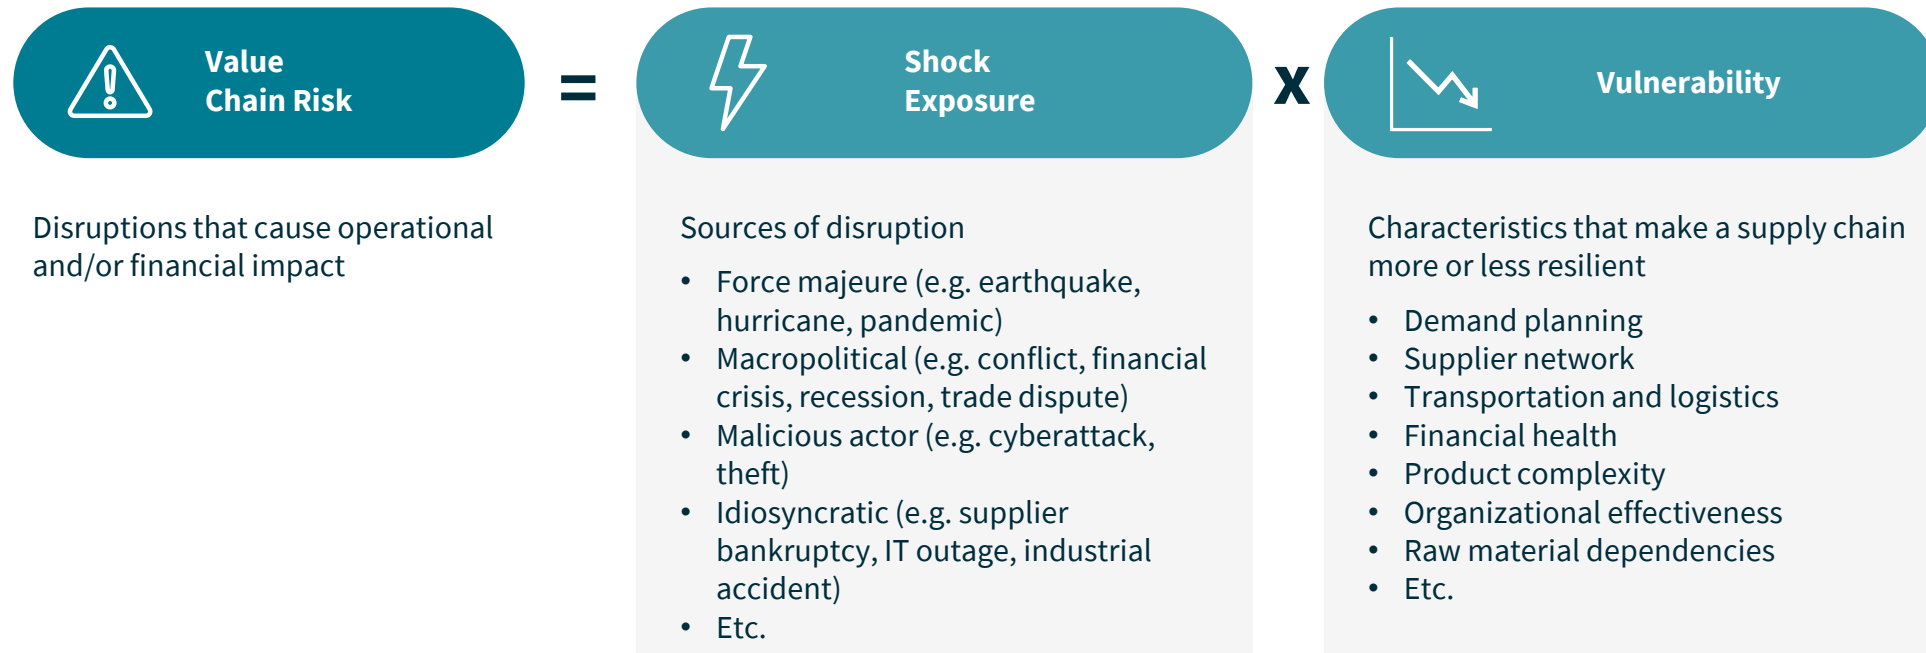 Value
Chain Risk
=
Shock
Exposure
x
Vulnerability
Disruptions that cause operational
and/or financial impact
Sources of disruption
• Force majeure (e.g. earthquake,
hurricane, pandemic)
• Macropolitical (e.g. conflict, financial
crisis, recession, trade dispute)
• Malicious actor (e.g. cyberattack,
theft)
• Idiosyncratic (e.g. supplier
bankruptcy, IT outage, industrial
accident)
• Etc.
Characteristics that make a supply chain
more or less resilient
• Demand planning
• Supplier network
• Transportation and logistics
• Financial health
• Product complexity
• Organizational effectiveness
• Raw material dependencies
• Etc.